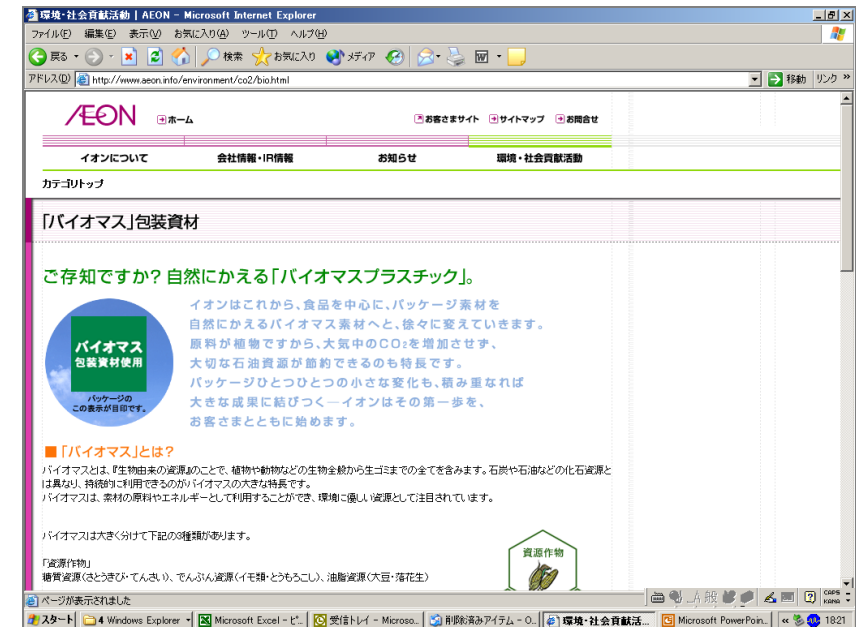 環境・社会貢献活動 | AEON - Microsoft Internet Explorer
ファイル(F) 編集(E) 表示(V) お気に入り(A) ツール(T) ヘルプ(H)
戻る 検索 お気に入り メディア
アドレス(D) http://www.aeon.info/environment/co2/bio.html 移動 リンク »
ÆON ホーム お客さまサイト サイトマップ お問合せ
イオンについて 会社情報・IR情報 お知らせ 環境・社会貢献活動
カテゴリトップ
「バイオマス」包装資材
ご存知ですか? 自然にかえる「バイオマスプラスチック」。
イオンはこれから、食品を中心に、パッケージ素材を
自然にかえるバイオマス素材へと、徐々に変えていきます。
原料が植物ですから、大気中のCO₂を増加させず、
大切な石油資源が節約できるのも特長です。
パッケージひとつひとつの小さな変化も、積み重なれば
大きな成果に結びつく―イオンはその第一歩を、
お客さまとともに始めます。
バイオマス
包装資材使用
パッケージの
この表示が目印です。
■「バイオマス」とは?
バイオマスとは、『生物由来の資源』のことで、植物や動物などの生物全般から生ゴミまでの全てを含みます。石炭や石油などの化石資源と
は異なり、持続的に利用できるのがバイオマスの大きな特長です。
バイオマスは、素材の原料やエネルギーとして利用することができ、環境に優しい資源として注目されています。
バイオマスは大きく分けて下記の3種類があります。
「資源作物」
糖質資源(さとうきび・てんさい)、でんぷん資源(イモ類・とうもろこし)、油脂資源(大豆・落花生)
資源作物
ページが表示されました
A 般 CAPS KANA
スタート 4 Windows Explorer Microsoft Excel - ピ... 受信トレイ - Microso... 削除済みアイテム - O... 環境・社会貢献活... Microsoft PowerPoin... « 18:21